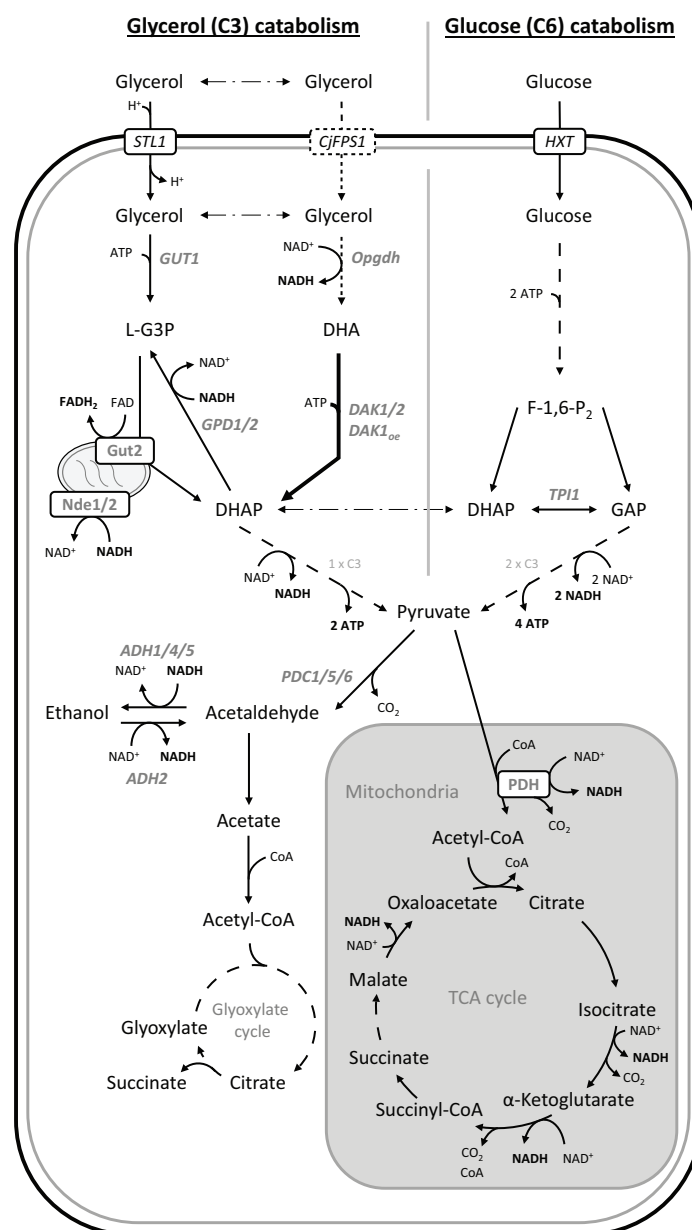 Glycerol (C3) catabolism
Glucose (C6) catabolism
Glycerol
Glycerol
Glucose
H⁺
STL1
CjFPS1
HXT
H⁺
Glycerol
Glycerol
Glucose
ATP
GUT1
NAD⁺
NADH
Opgdh
2 ATP
L-G3P
DHA
NAD⁺
NADH
GPD1/2
ATP
DAK1/2
DAK1oe
F-1,6-P₂
FADH₂
FAD
Gut2
Nde1/2
NAD⁺
NADH
DHAP
DHAP
TPI1
GAP
1 x C3
2 x C3
NAD⁺
NADH
2 ATP
2 NAD⁺
2 NADH
4 ATP
Pyruvate
ADH1/4/5
NAD⁺
NADH
PDC1/5/6
CO₂
Ethanol
Acetaldehyde
NAD⁺
NADH
ADH2
CoA
NAD⁺
Mitochondria
PDH
NADH
CO₂
Acetate
Acetyl-CoA
CoA
CoA
Oxaloacetate
Citrate
Acetyl-CoA
NADH
NAD⁺
Malate
TCA cycle
Isocitrate
Glyoxylate
cycle
Glyoxylate
NAD⁺
NADH
CO₂
Succinate
Succinate
Citrate
Succinyl-CoA
α-Ketoglutarate
CO₂
CoA
NADH
NAD⁺